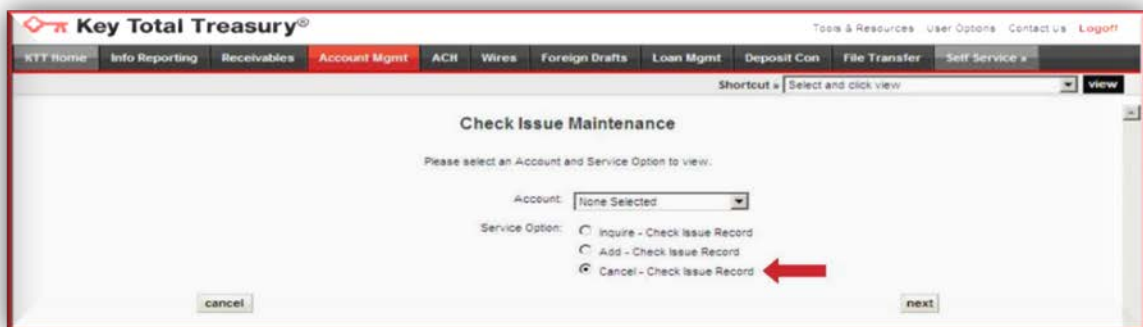 Key Total Treasury®
Tools & Resources User Options Contact Us Logoff
KTT Home Info Reporting Receivables Account Mgmt ACH Wires Foreign Drafts Loan Mgmt Deposit Con File Transfer Self Service »
Shortcut » Select and click view view
Check Issue Maintenance
Please select an Account and Service Option to view.
Account: None Selected
Service Option: Inquire - Check Issue Record
Add - Check Issue Record
Cancel - Check Issue Record
cancel next